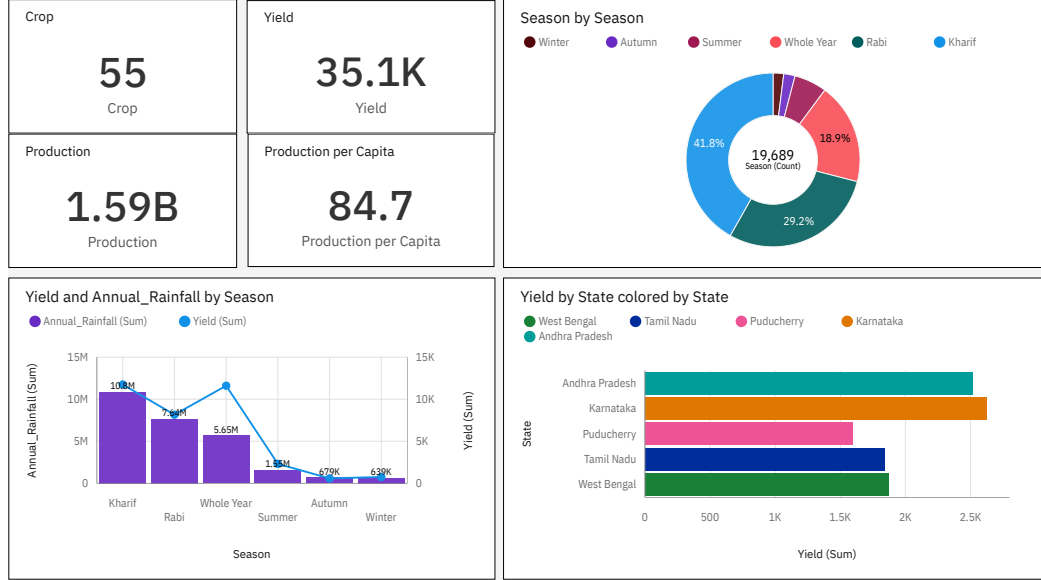 Crop
55
Crop
Yield
35.1K
Yield
Production
1.59B
Production
Production per Capita
84.7
Production per Capita
Season by Season
Winter Autumn Summer Whole Year Rabi Kharif
41.8%
18.9%
29.2%
19,689
Season (Count)
Yield and Annual_Rainfall by Season
Annual_Rainfall (Sum) Yield (Sum)
Annual_Rainfall (Sum)
15M
10M
5M
0
10.8M
7.64M
5.65M
1.55M
679K
639K
15K
10K
5K
0
Yield (Sum)
Kharif
Rabi
Whole Year
Summer
Autumn
Winter
Season
Yield by State colored by State
West Bengal Tamil Nadu Puducherry Karnataka
Andhra Pradesh
State
Andhra Pradesh
Karnataka
Puducherry
Tamil Nadu
West Bengal
0 500 1K 1.5K 2K 2.5K
Yield (Sum)